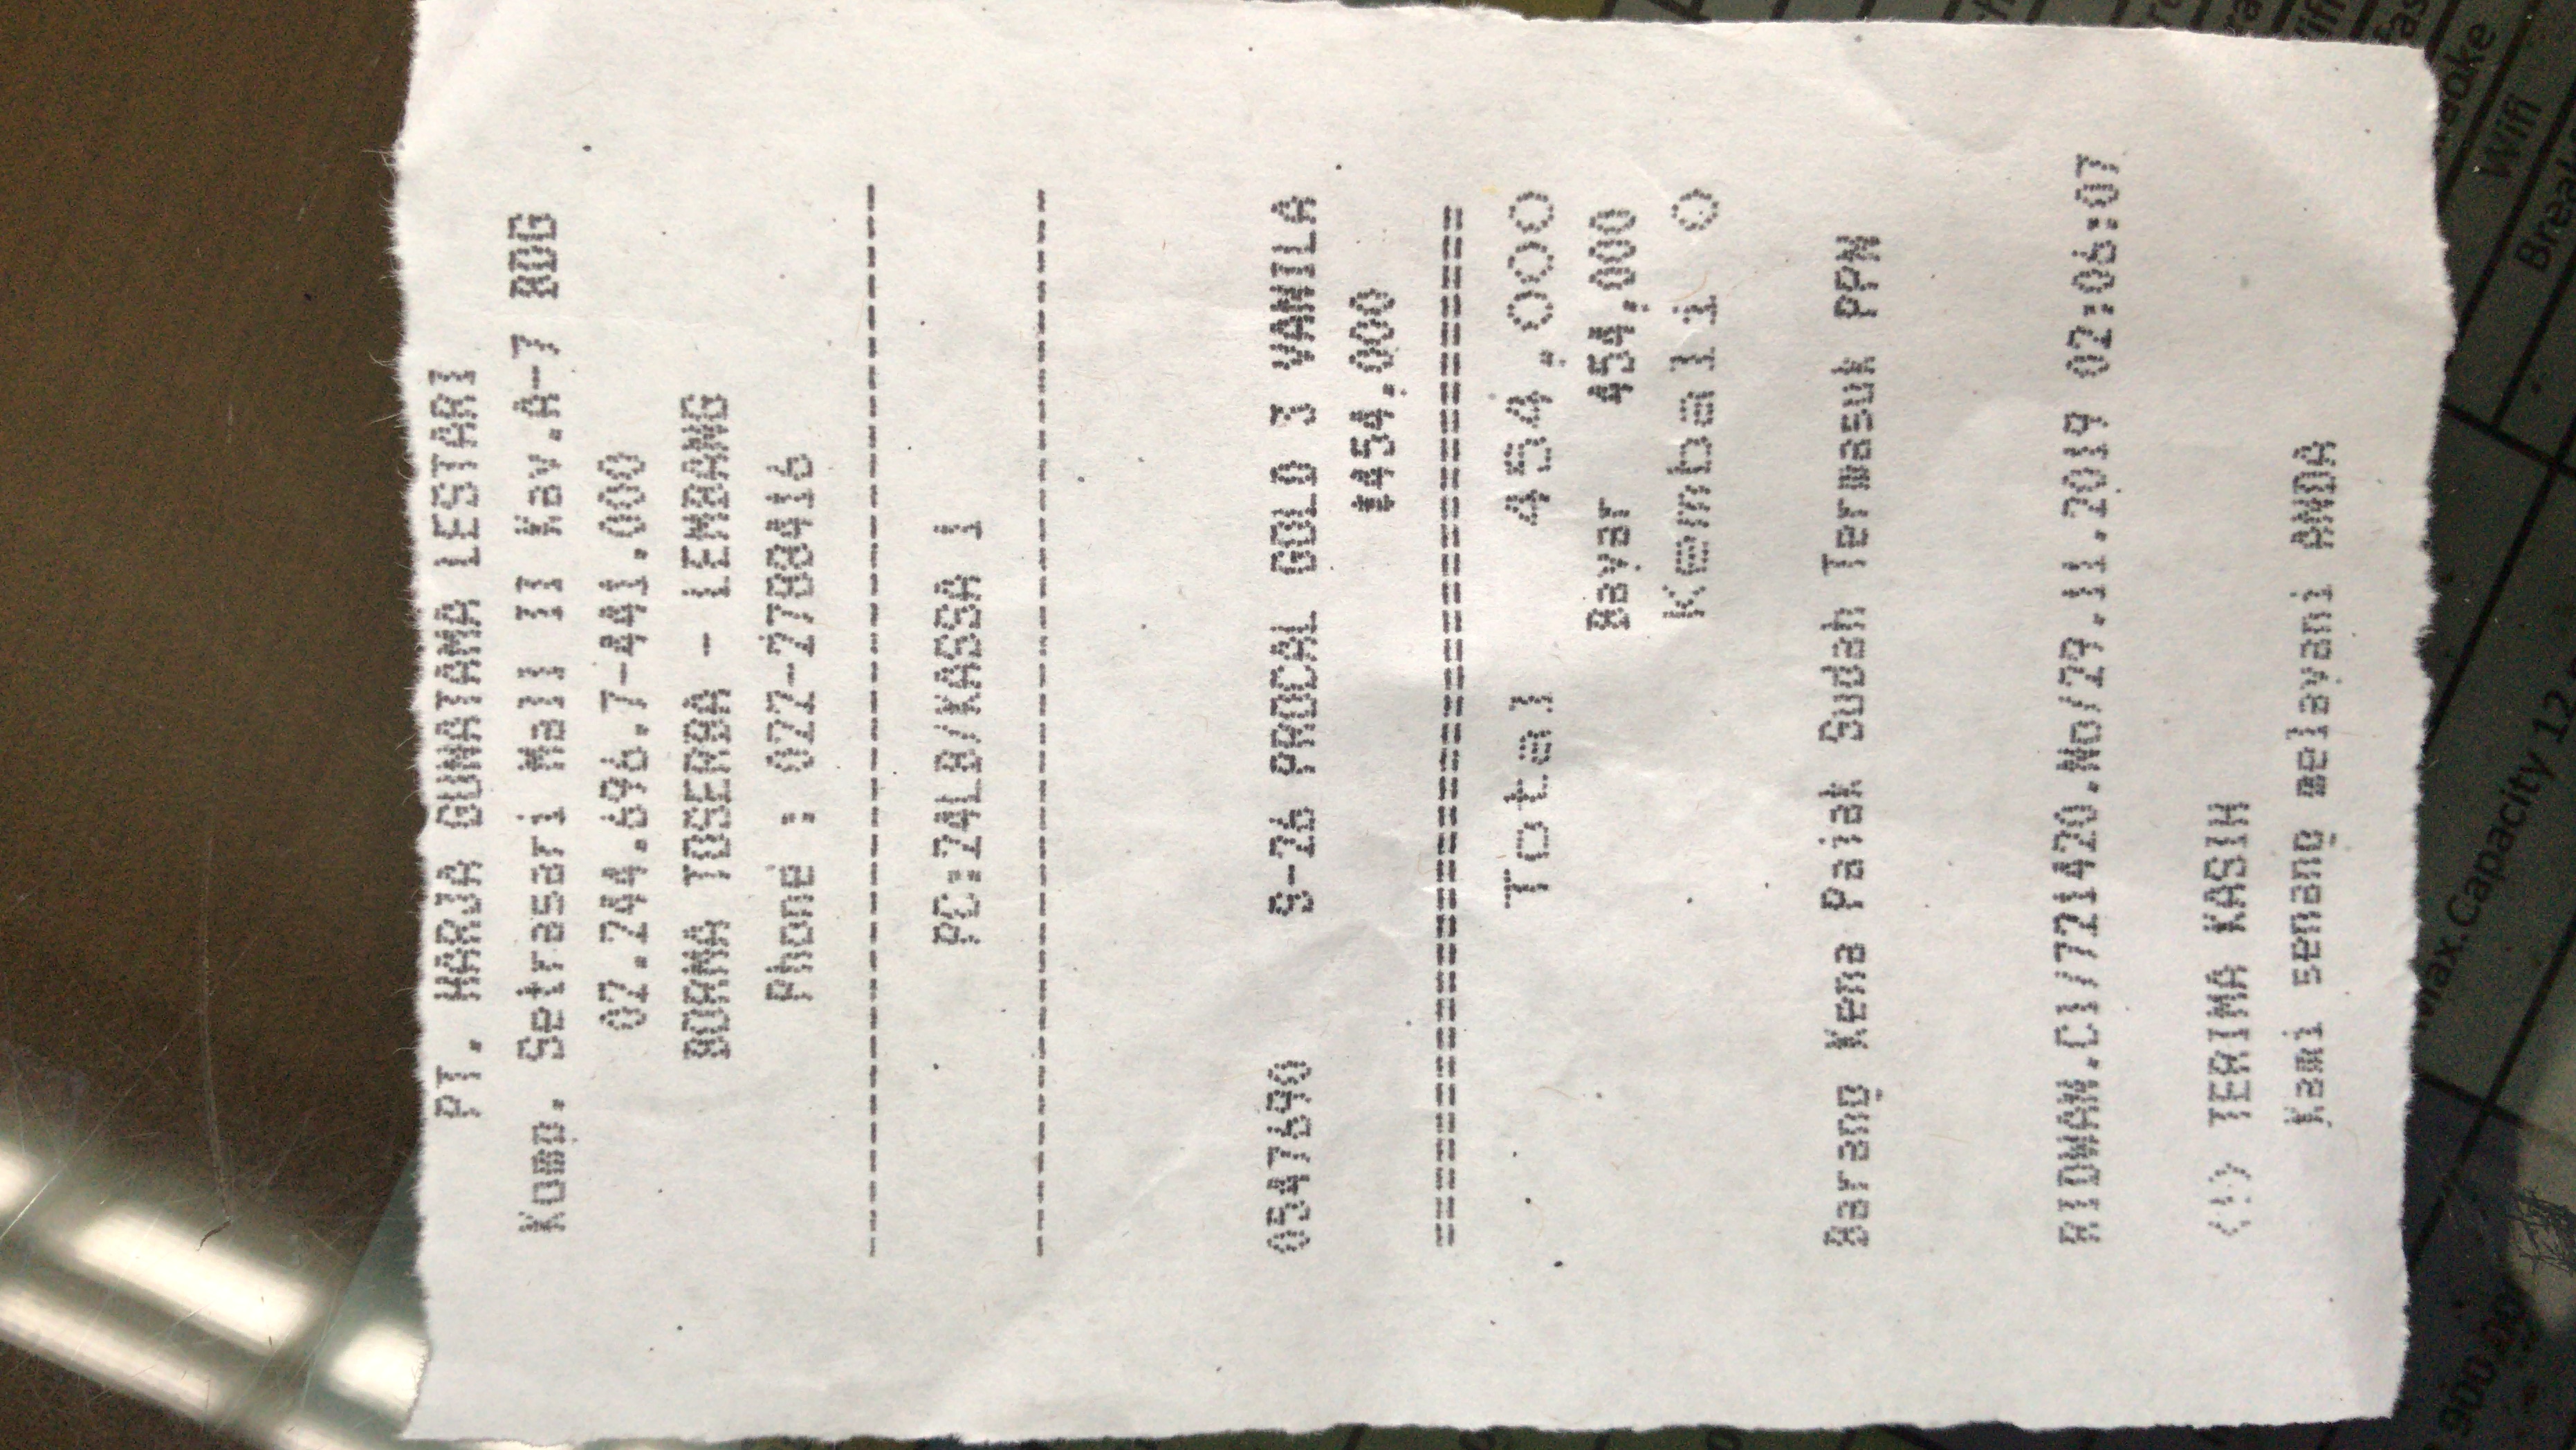 PT. HARJA GUNATAMA LESTARI
Komp. Setrasari Mall II Kav.A-7 BDG
02.244.696.7-441.000
BORMA TOSERBA - LEMBANG
Phone : 022-2788416
--------------------------------
PC:24LB/KASSA 1
--------------------------------
0547690 S-26 PROCAL GOLD 3 VANILA
#454,000
================================
Total 454,000
Bayar 454,000
Kembali 0
Barang Kena Pajak Sudah Termasuk PPN
RIDWAN.C1/721420.No/29.11.2019 02:06:07
<!> TERIMA KASIH
Kami senang melayani ANDA
Max.Capacity 12
Wifi